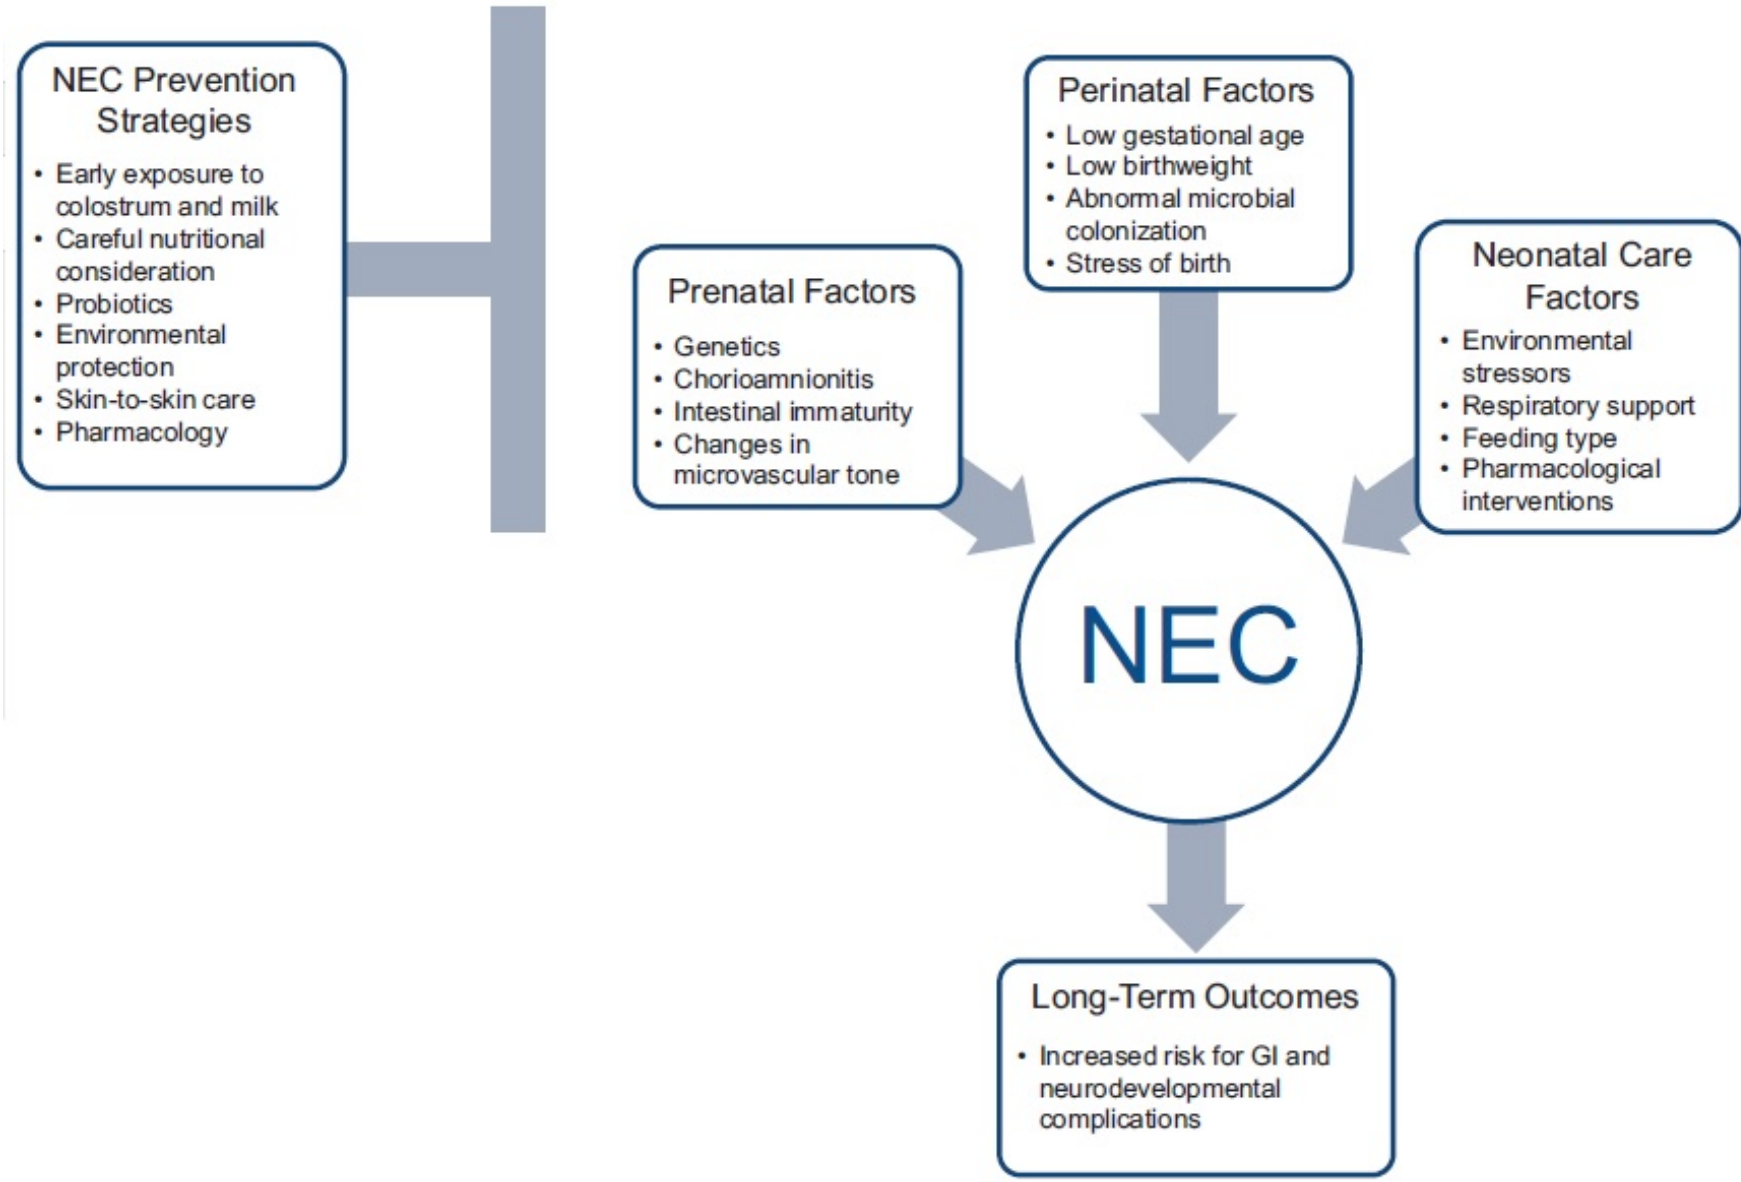 NEC Prevention
Strategies
• Early exposure to
colostrum and milk
• Careful nutritional
consideration
• Probiotics
• Environmental
protection
• Skin-to-skin care
• Pharmacology
Prenatal Factors
• Genetics
• Chorioamnionitis
• Intestinal immaturity
• Changes in
microvascular tone
Perinatal Factors
• Low gestational age
• Low birthweight
• Abnormal microbial
colonization
• Stress of birth
Neonatal Care
Factors
• Environmental
stressors
• Respiratory support
• Feeding type
• Pharmacological
interventions
NEC
Long-Term Outcomes
• Increased risk for GI and
neurodevelopmental
complications